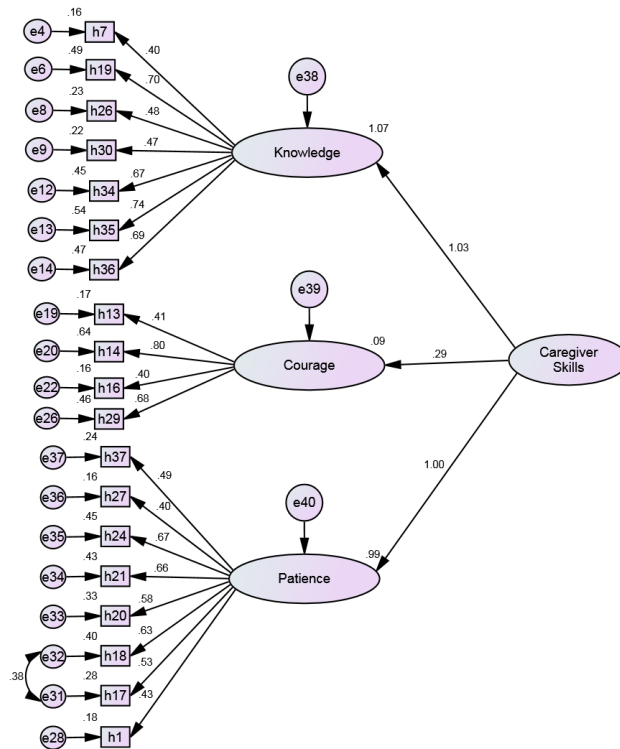 .16
e4 h7
.40
.49
e6 h19
.70
e38
.23
e8 h26
.48
1.07
.22
e9 h30
.47
Knowledge
.45
e12 h34
.67
.54
e13 h35
.74
.47
e14 h36
.69
1.03
e39
.17
e19 h13
.41
.64
e20 h14
.80
.09
Courage
.29
Caregiver
Skills
.16
e22 h16
.40
.46
e26 h29
.68
.24
e37 h37
.49
.16
e36 h27
.40
e40
1.00
.45
e35 h24
.67
.99
.43
e34 h21
.66
Patience
.33
e33 h20
.58
.40
e32 h18
.63
.38
.28
e31 h17
.53
.18
e28 h1
.43